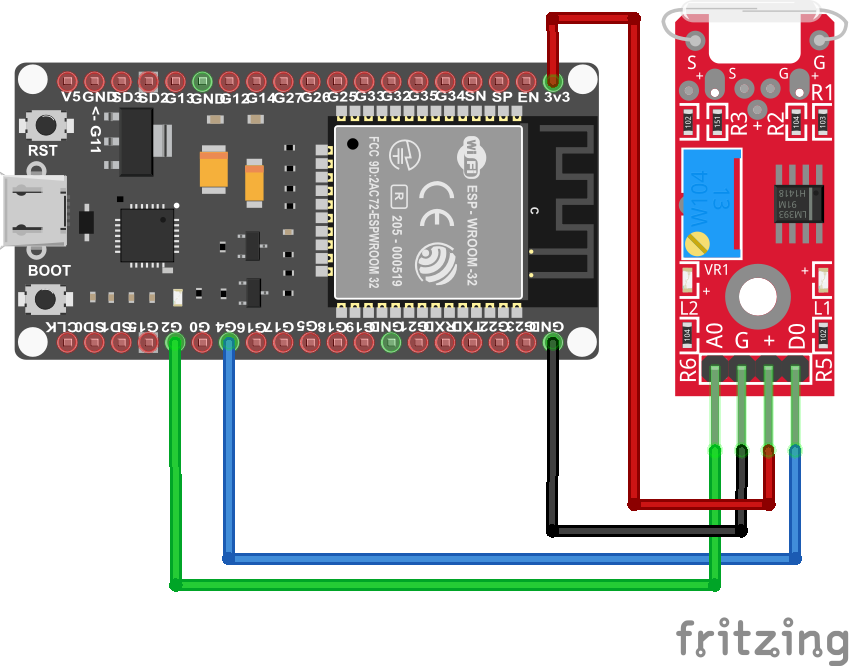 V5 GND SD3 SD2 G13 GND G12 G14 G27 G26 G25 G33 G32 G35 G34 SN SP EN 3v3
<- G11
RST
BOOT
FCC 9D:2AC72-ESPWROOM 32
R
205 - 000519
CE
WiFi
ESP - WROOM -32
C
CLK SD0 SD1 G15 G2 G0 G4 G16 G17 G5 G18 G19 GND G21 RXD TXD G22 G23 GND
S G
S G
+ + +
R1
R3 R2
102 151 104 103
W104
13
LM393
91M
H1418
VR1
+ +
L2 L1
104 102
R6 A0 G + D0 R5
fritzing